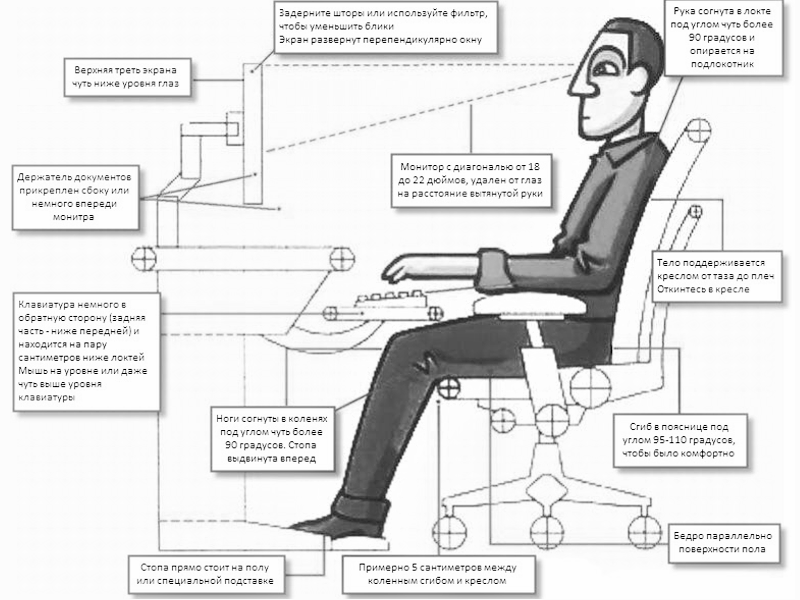 Задерните шторы или используйте фильтр,
чтобы уменьшить блики
Экран развернут перепендикулярно окну
Рука согнута в локте
под углом чуть более
90 градусов и
опирается на
подлокотник
Верхняя треть экрана
чуть ниже уровня глаз
Монитор с диагональю от 18
до 22 дюймов, удален от глаз
на расстояние вытянутой руки
Держатель документов
прикреплен сбоку или
немного впереди
монитра
Тело поддерживается
креслом от таза до плеч
Откинтесь в кресле
Клавиатура немного в
обратную сторону (задняя
часть - ниже передней) и
находится на пару
сантиметров ниже локтей
Мышь на уровне или даже
чуть выше уровня
клавиатуры
Ноги согнуты в коленях
под углом чуть более
90 градусов. Стопа
выдвинута вперед
Сгиб в пояснице под
углом 95-110 градусов,
чтобы было комфортно
Бедро параллельно
поверхности пола
Стопа прямо стоит на полу
или специальной подставке
Примерно 5 сантиметров между
коленным сгибом и креслом